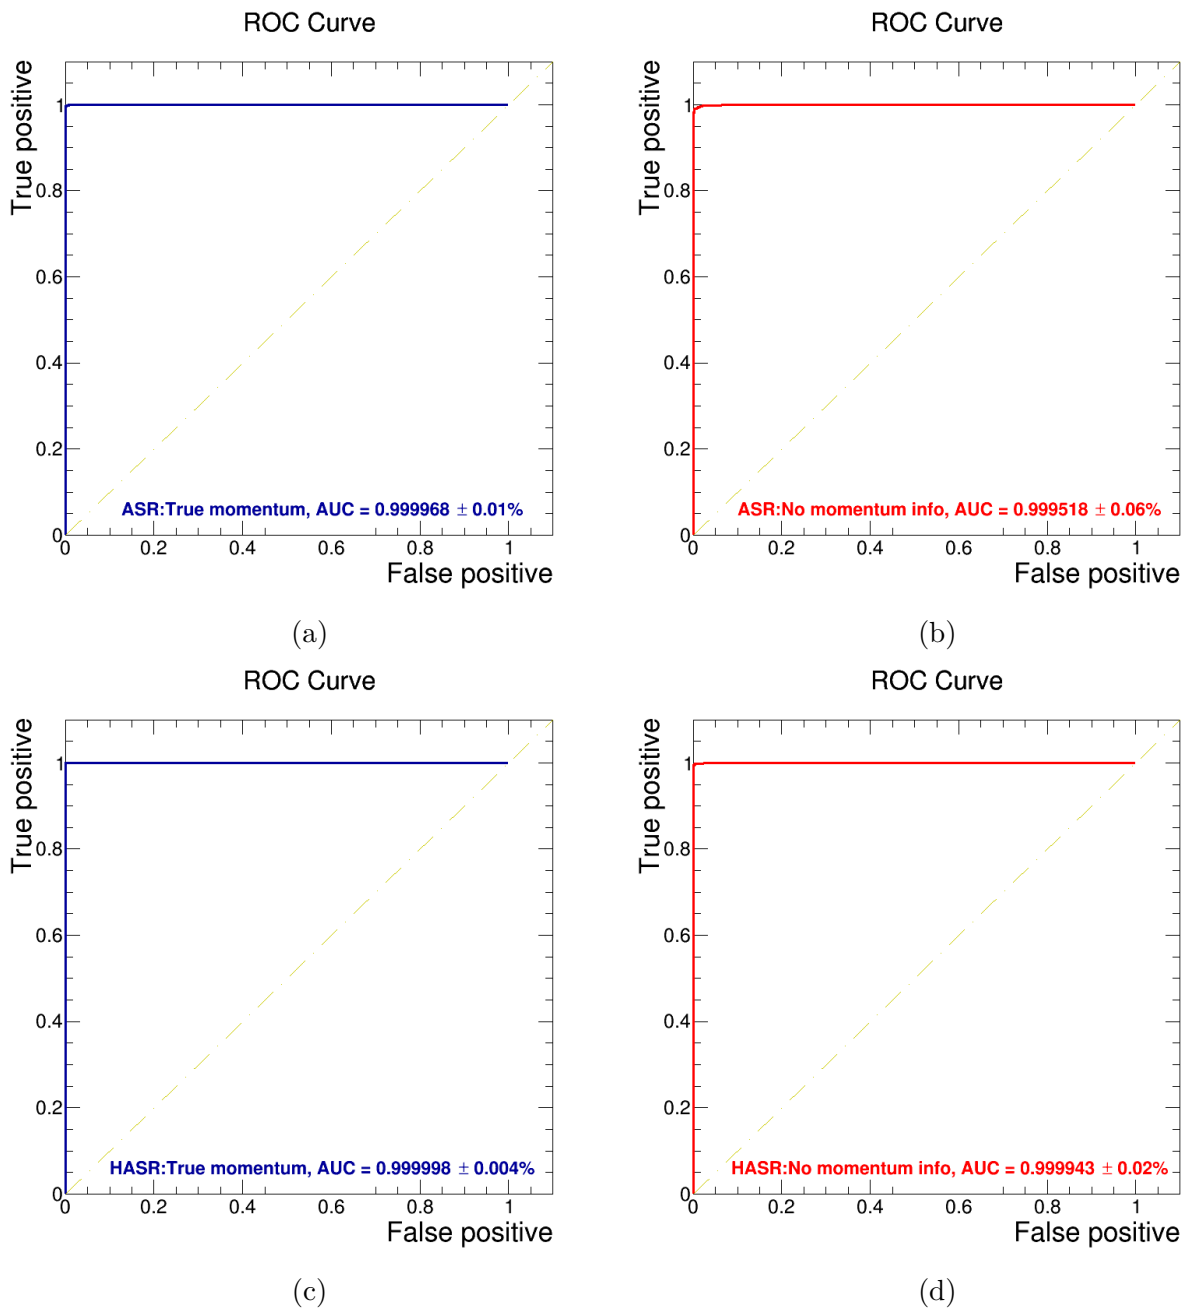 ROC Curve
True positive
1
0.8
0.6
0.4
0.2
0
ASR:True momentum, AUC = 0.999968 ± 0.01%
0 0.2 0.4 0.6 0.8 1
False positive
(a)
ROC Curve
True positive
1
0.8
0.6
0.4
0.2
0
ASR:No momentum info, AUC = 0.999518 ± 0.06%
0 0.2 0.4 0.6 0.8 1
False positive
(b)
ROC Curve
True positive
1
0.8
0.6
0.4
0.2
0
HASR:True momentum, AUC = 0.999998 ± 0.004%
0 0.2 0.4 0.6 0.8 1
False positive
(c)
ROC Curve
True positive
1
0.8
0.6
0.4
0.2
0
HASR:No momentum info, AUC = 0.999943 ± 0.02%
0 0.2 0.4 0.6 0.8 1
False positive
(d)